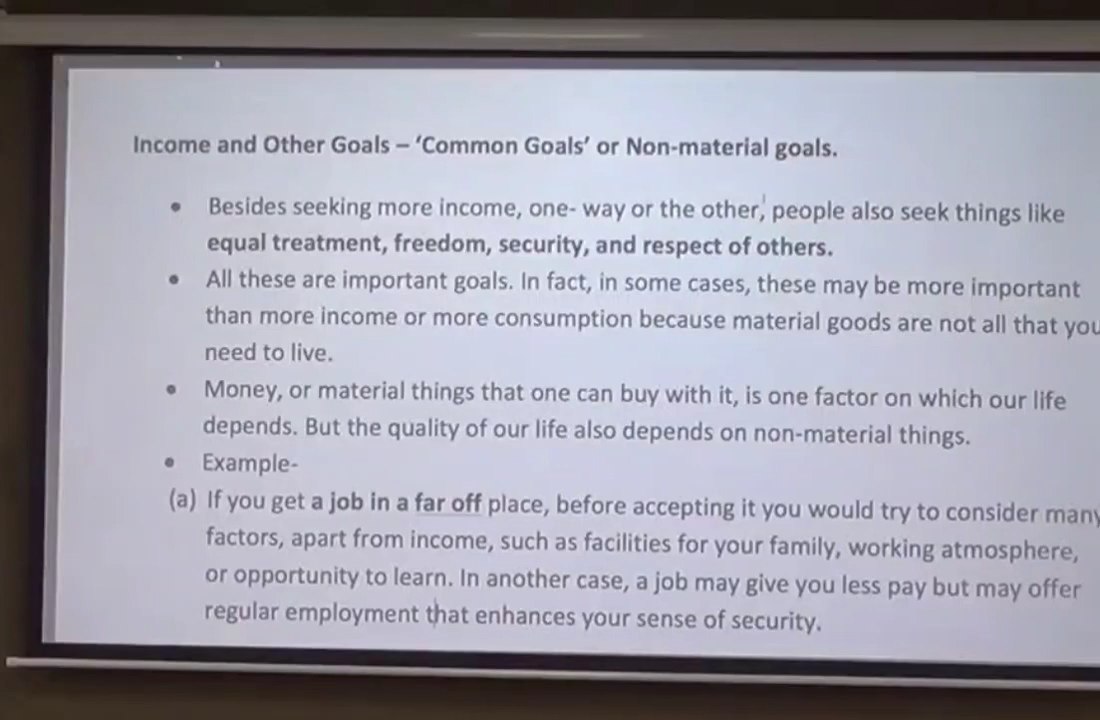 Income and Other Goals – ‘Common Goals’ or Non-material goals.
• Besides seeking more income, one- way or the other, people also seek things like
equal treatment, freedom, security, and respect of others.
• All these are important goals. In fact, in some cases, these may be more important
than more income or more consumption because material goods are not all that you
need to live.
• Money, or material things that one can buy with it, is one factor on which our life
depends. But the quality of our life also depends on non-material things.
• Example-
(a) If you get a job in a far off place, before accepting it you would try to consider many
factors, apart from income, such as facilities for your family, working atmosphere,
or opportunity to learn. In another case, a job may give you less pay but may offer
regular employment that enhances your sense of security.